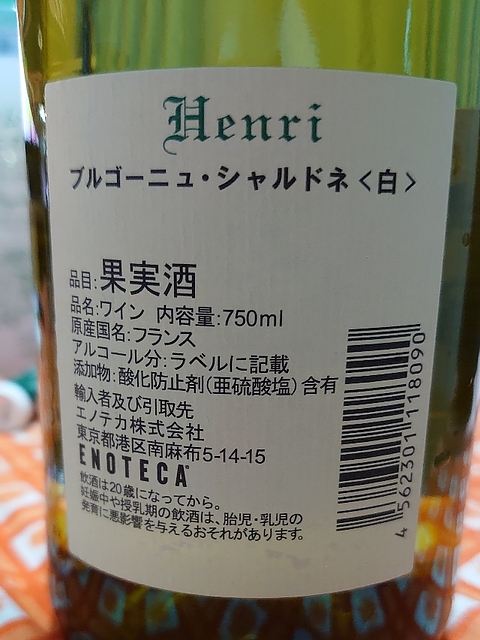 Henri
ブルゴーニュ・シャルドネ＜白＞
品目:果実酒
品名:ワイン 内容量:750ml
原産国名:フランス
アルコール分:ラベルに記載
添加物:酸化防止剤(亜硫酸塩)含有
輸入者及び引取先
エノテカ株式会社
東京都港区南麻布5-14-15
ENOTECA
飲酒は20歳になってから。
妊娠中や授乳期の飲酒は、胎児・乳児の
発育に悪影響を与えるおそれがあります。
4 562301 118090